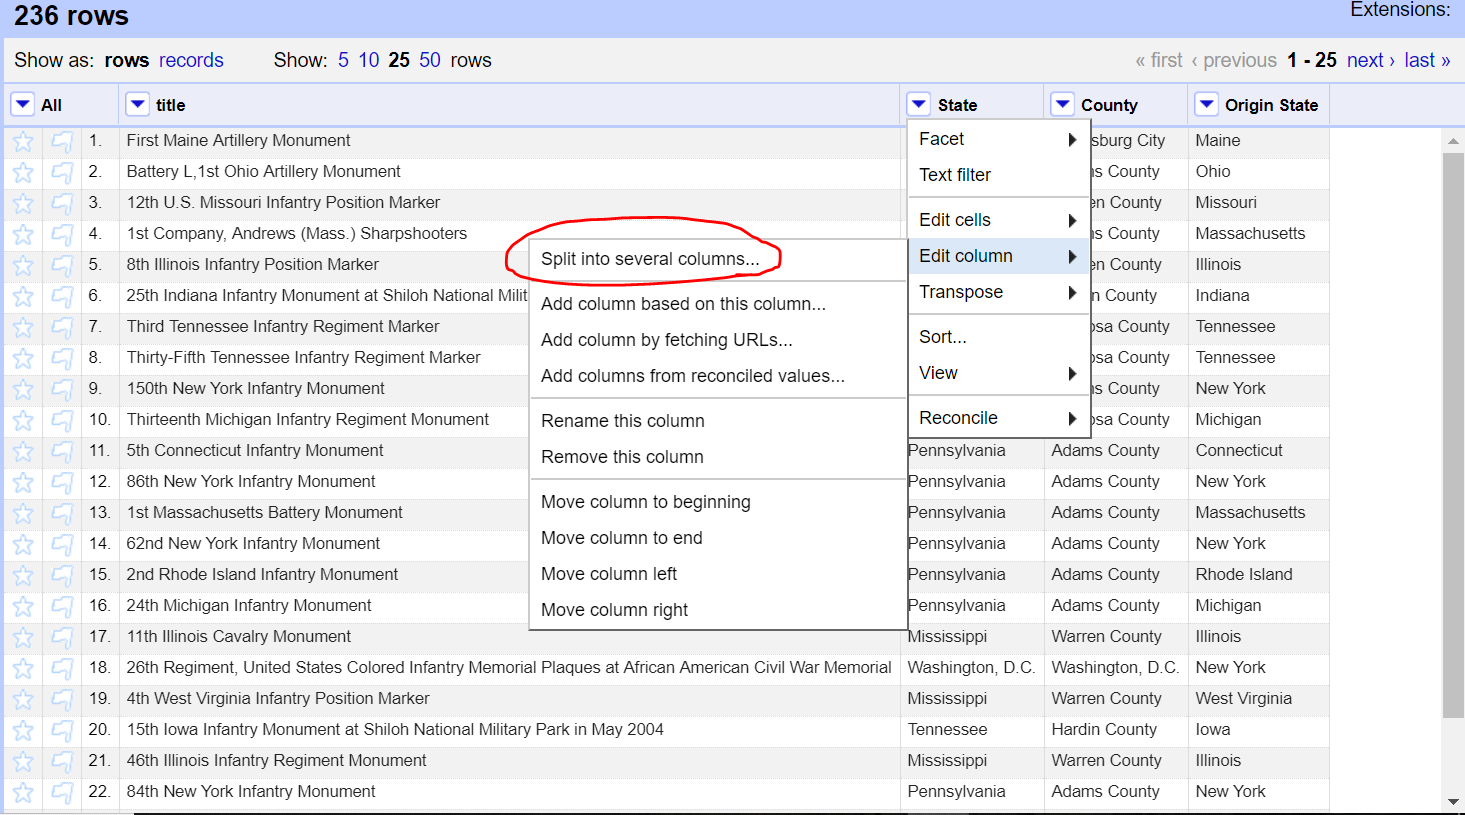 236 rows
Extensions:
Show as: rows records Show: 5 10 25 50 rows
« first ‹ previous 1 - 25 next › last »
All title State County Origin State
1. First Maine Artillery Monument sburg City Maine
2. Battery L,1st Ohio Artillery Monument County Ohio
3. 12th U.S. Missouri Infantry Position Marker County Missouri
4. 1st Company, Andrews (Mass.) Sharpshooters County Massachusetts
5. 8th Illinois Infantry Position Marker County Illinois
6. 25th Indiana Infantry Monument at Shiloh National Milit County Indiana
7. Third Tennessee Infantry Regiment Marker County Tennessee
8. Thirty-Fifth Tennessee Infantry Regiment Marker County Tennessee
9. 150th New York Infantry Monument County New York
10. Thirteenth Michigan Infantry Regiment Monument County Michigan
11. 5th Connecticut Infantry Monument Pennsylvania Adams County Connecticut
12. 86th New York Infantry Monument Pennsylvania Adams County New York
13. 1st Massachusetts Battery Monument Pennsylvania Adams County Massachusetts
14. 62nd New York Infantry Monument Pennsylvania Adams County New York
15. 2nd Rhode Island Infantry Monument Pennsylvania Adams County Rhode Island
16. 24th Michigan Infantry Monument Pennsylvania Adams County Michigan
17. 11th Illinois Cavalry Monument Mississippi Warren County Illinois
18. 26th Regiment, United States Colored Infantry Memorial Plaques at African American Civil War Memorial Washington, D.C. Washington, D.C. New York
19. 4th West Virginia Infantry Position Marker Mississippi Warren County West Virginia
20. 15th Iowa Infantry Monument at Shiloh National Military Park in May 2004 Tennessee Hardin County Iowa
21. 46th Illinois Infantry Regiment Monument Mississippi Warren County Illinois
22. 84th New York Infantry Monument Pennsylvania Adams County New York
Facet
Text filter
Edit cells
Edit column
Transpose
Sort...
View
Reconcile
Split into several columns...
Add column based on this column...
Add column by fetching URLs...
Add columns from reconciled values...
Rename this column
Remove this column
Move column to beginning
Move column to end
Move column left
Move column right